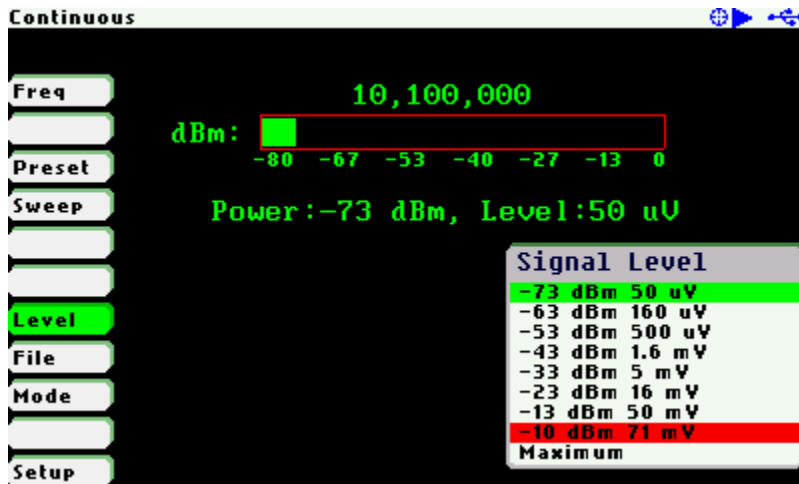 Continuous
Freq
10,100,000
dBm:
-80 -67 -53 -40 -27 -13 0
Preset
Sweep
Power:-73 dBm, Level:50 uV
Signal Level
-73 dBm 50 uV
-63 dBm 160 uV
Level
-53 dBm 500 uV
-43 dBm 1.6 mV
File
-33 dBm 5 mV
-23 dBm 16 mV
Mode
-13 dBm 50 mV
-10 dBm 71 mV
Maximum
Setup